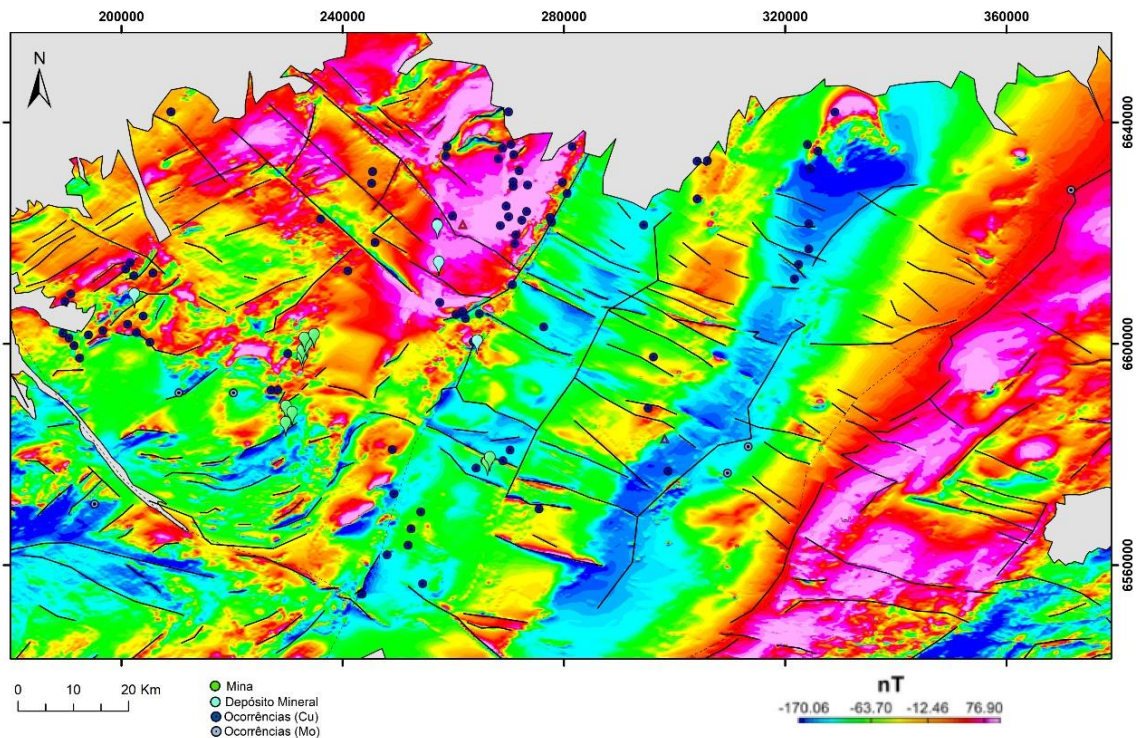 200000 240000 280000 320000 360000
N
6640000
6600000
6560000
0 10 20 Km
Mina
Depósito Mineral
Ocorrências (Cu)
Ocorrências (Mo)
nT
-170.06 -63.70 -12.46 76.90